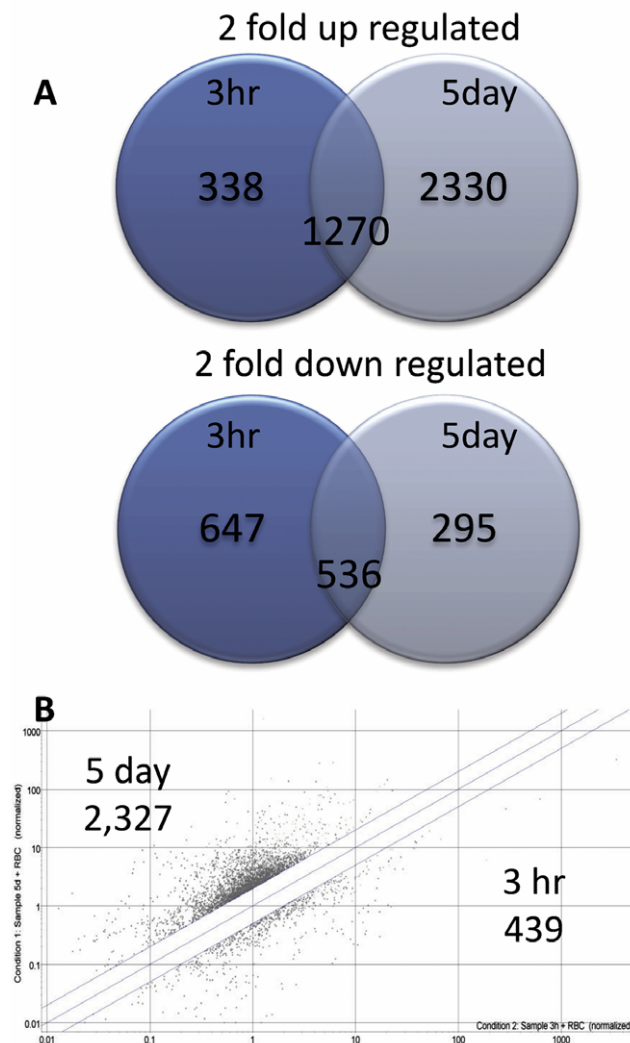 2 fold up regulated
A
3hr
5day
338
2330
1270
2 fold down regulated
3hr
5day
647
295
536
B
5 day
2,327
3 hr
439
Condition 1: Sample 5d + RBC (normalized)
1000
100
10
1
0.1
0.01
0.01
0.1
1
10
100
1000
Condition 2: Sample 3h + RBC (normalized